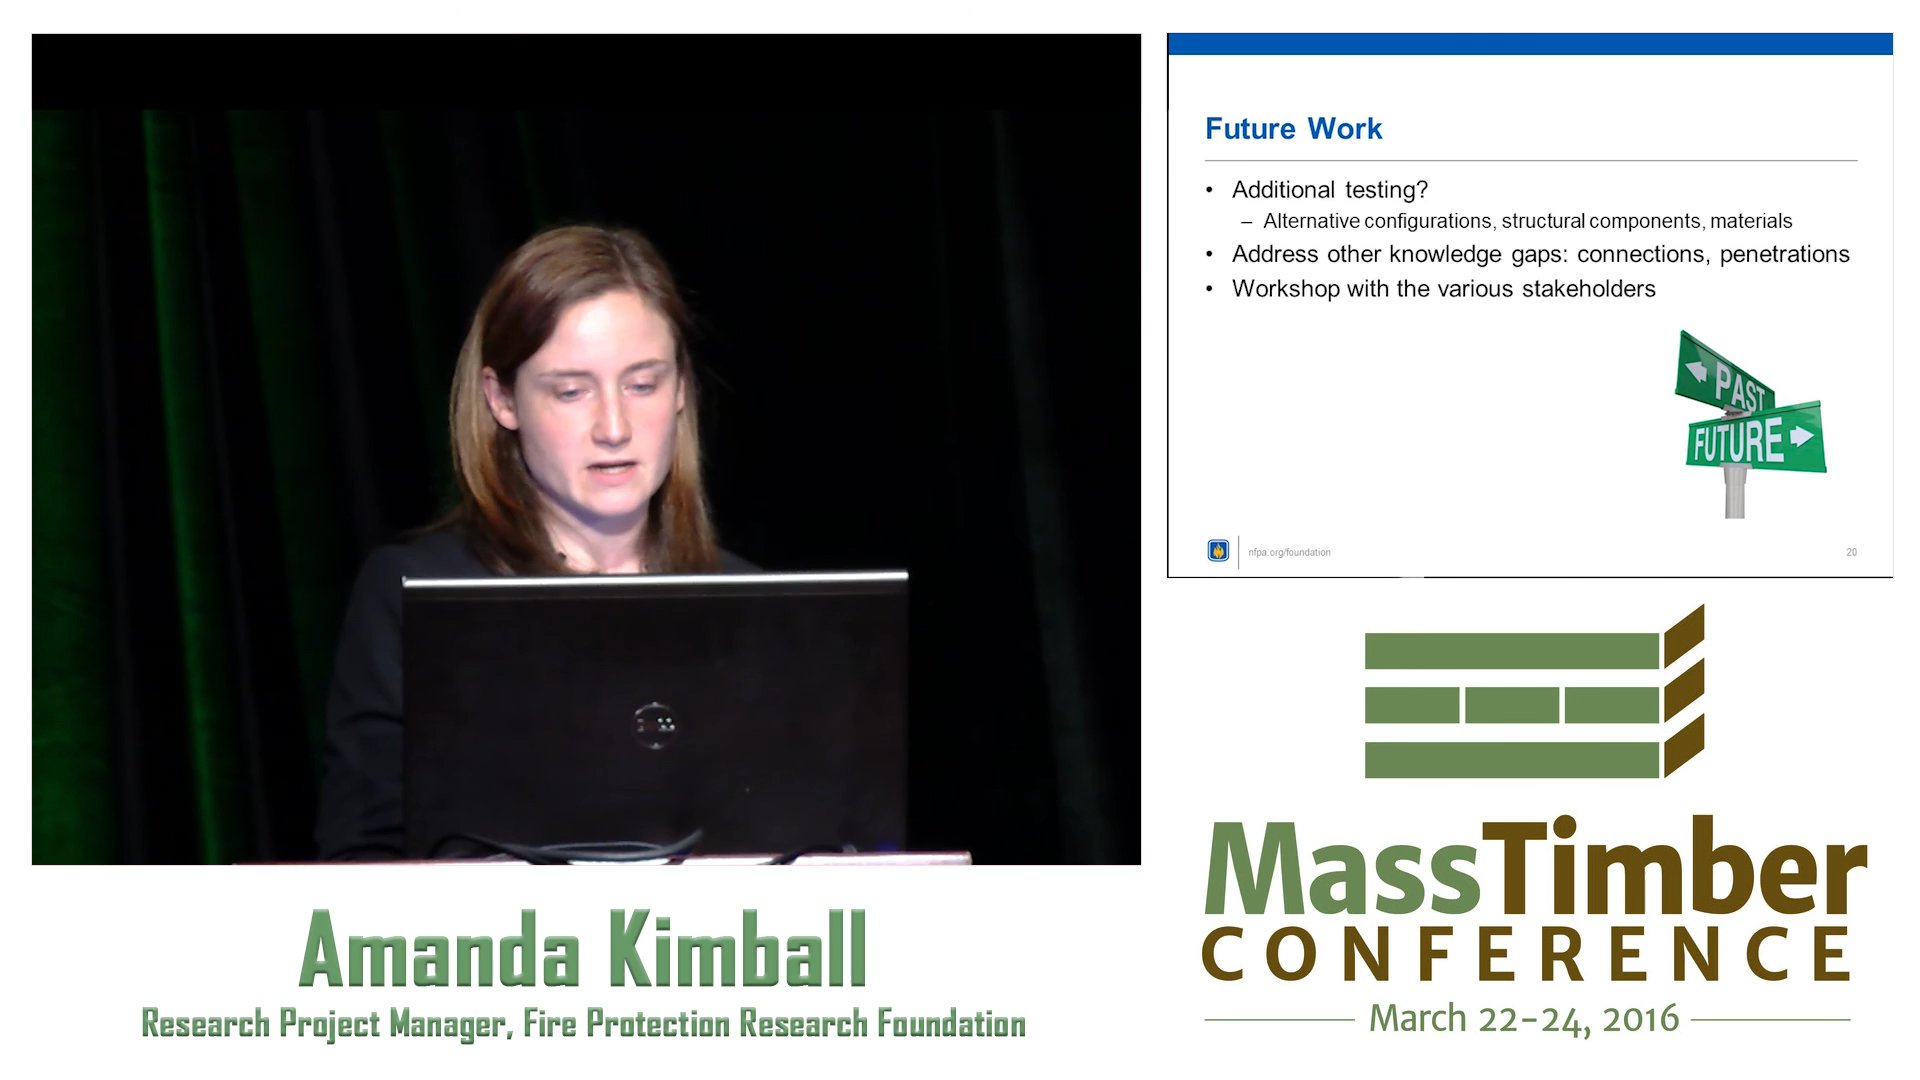 Future Work
• Additional testing?
– Alternative configurations, structural components, materials
• Address other knowledge gaps: connections, penetrations
• Workshop with the various stakeholders
PAST
FUTURE
nfpa.org/foundation
20
MassTimber
CONFERENCE
March 22-24, 2016
Amanda Kimball
Research Project Manager, Fire Protection Research Foundation